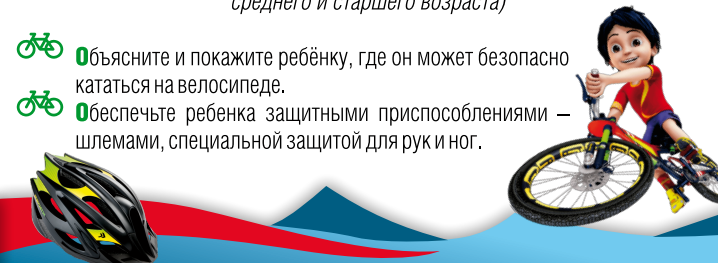 среднего и старшего возраста)
Объясните и покажите ребёнку, где он может безопасно
кататься на велосипеде.
Обеспечьте ребенка защитными приспособлениями –
шлемами, специальной защитой для рук и ног.